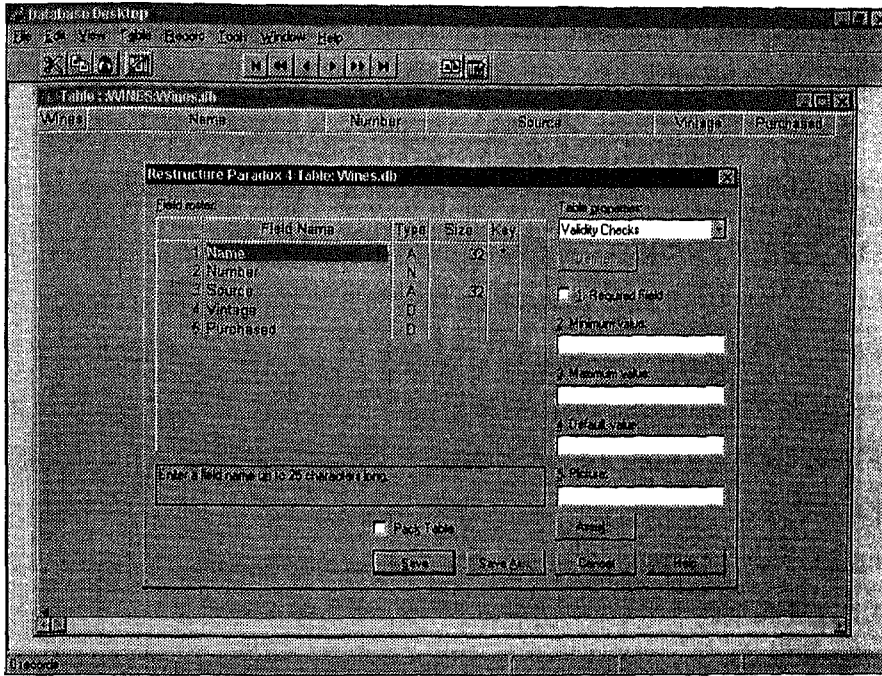 Database Desktop
File Edit View Table Record Tools Window Help
Table : WINES:Wines.db
Wines Name Number Source Vintage Purchased
Restructure Paradox 4 Table: Wines.db
Field roster: Table properties:
Field Name Type Size Key Validity Checks
1 Name A 32 *
2 Number N
3 Source A 32
4 Vintage D
5 Purchased D
Define...
1. Required Field
2. Minimum value:
3. Maximum value:
4. Default value:
5. Picture:
Enter a field name up to 25 characters long.
Assist...
Pack Table
Save Save As... Cancel Help
0 records